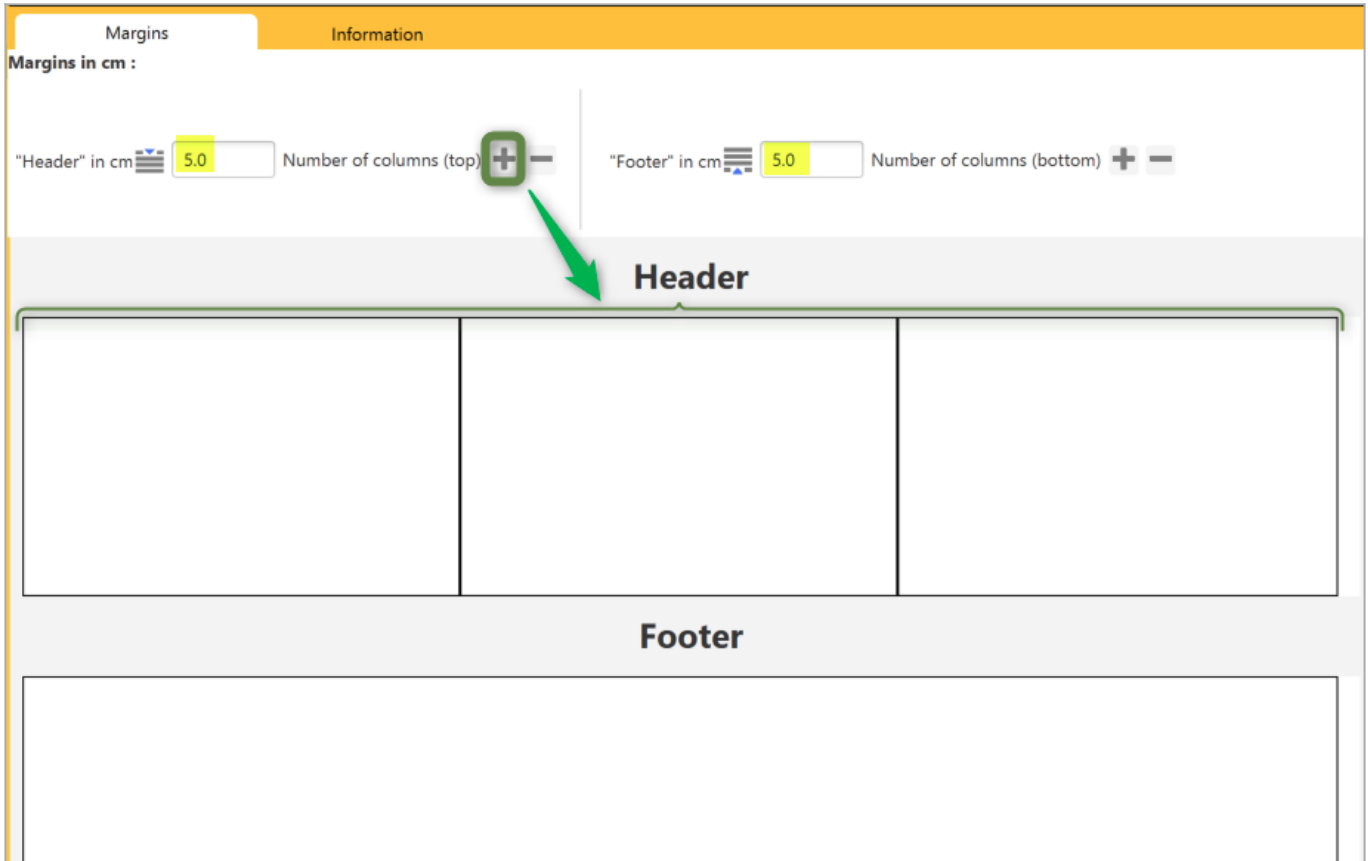 Margins Information
Margins in cm :
"Header" in cm 5.0 Number of columns (top) "Footer" in cm 5.0 Number of columns (bottom)
Header
Footer